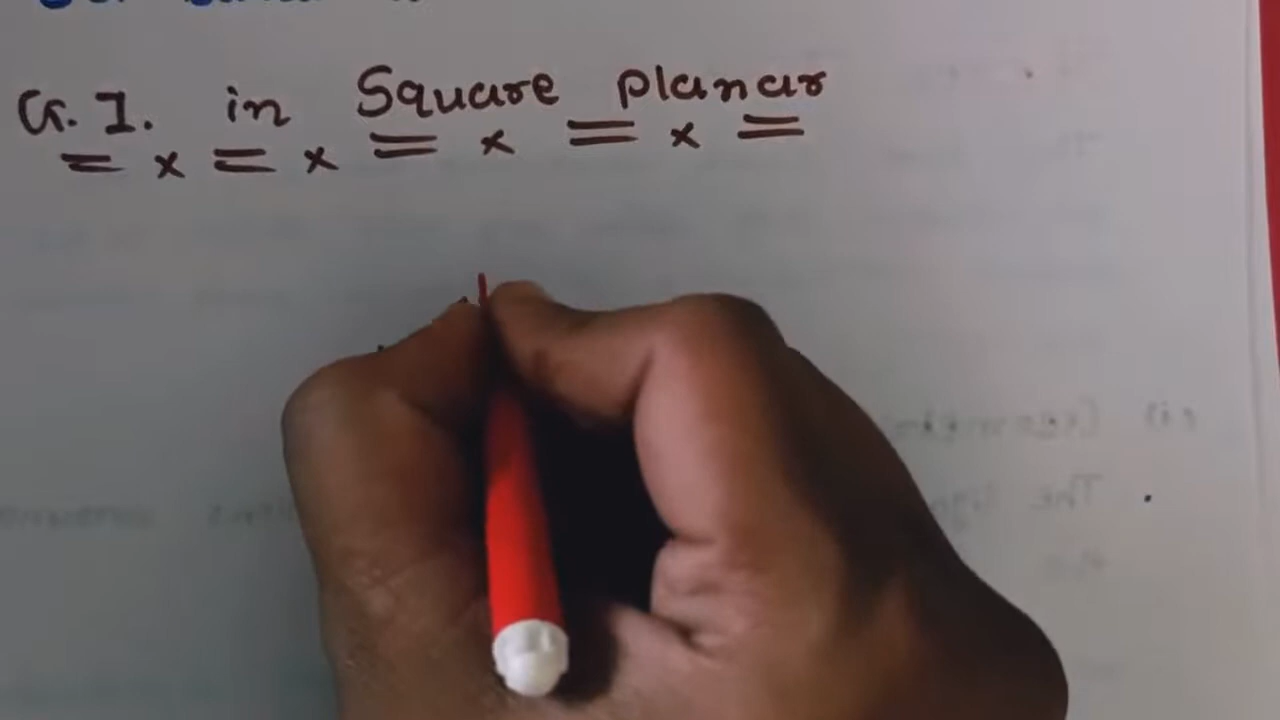 G.I. in Square planar
= x = x = x = x =